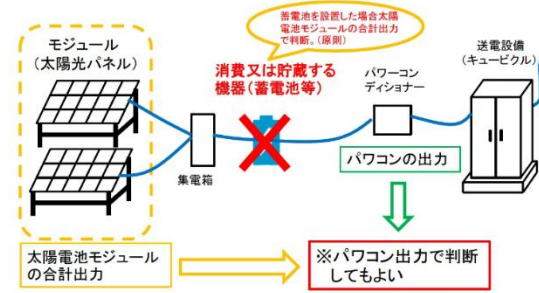 蓄電池を設置した場合太陽
電池モジュールの合計出力
で判断。(原則)
モジュール
(太陽光パネル)
消費又は貯蔵する
機器(蓄電池等)
パワーコン
ディショナー
送電設備
(キュービクル)
集電箱
パワコンの出力
太陽電池モジュール
の合計出力
※パワコン出力で判断
してもよい